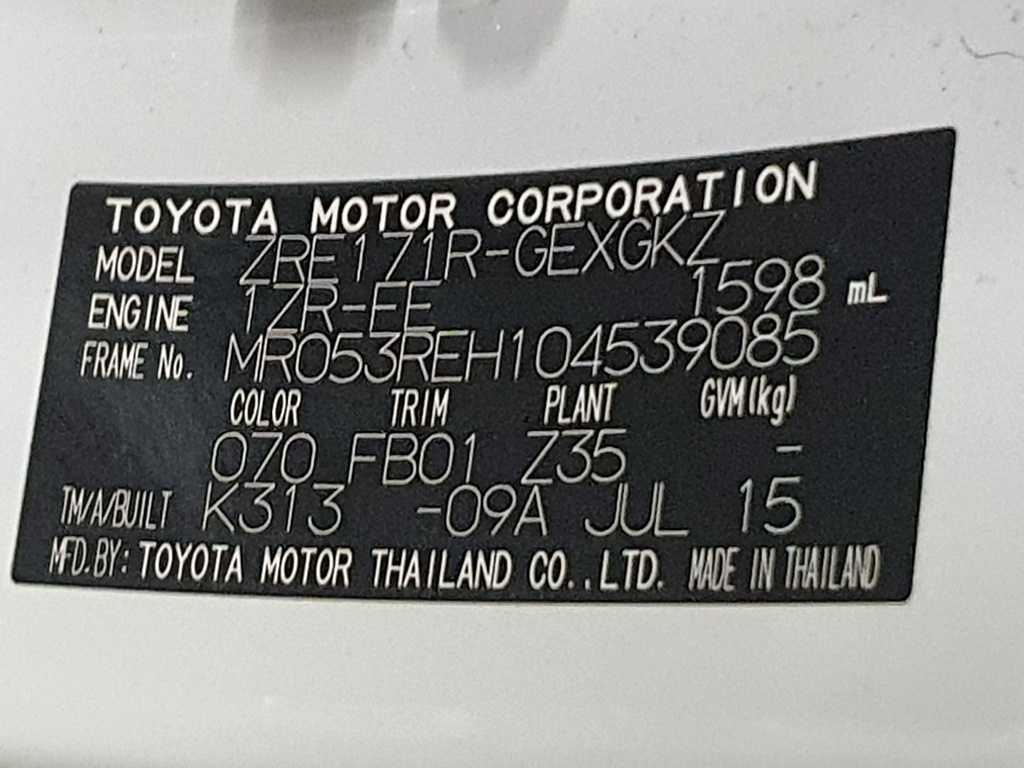 TOYOTA MOTOR CORPORATION
MODEL ZRE171R-GEXGKZ
ENGINE 1ZR-FE 1598 mL
FRAME No. MR053REH104539085
COLOR TRIM PLANT GVM(kg)
070 FB01 Z35 -
TM/A/BUILT K313 -09A JUL 15
MFD.BY: TOYOTA MOTOR THAILAND CO.,LTD. MADE IN THAILAND